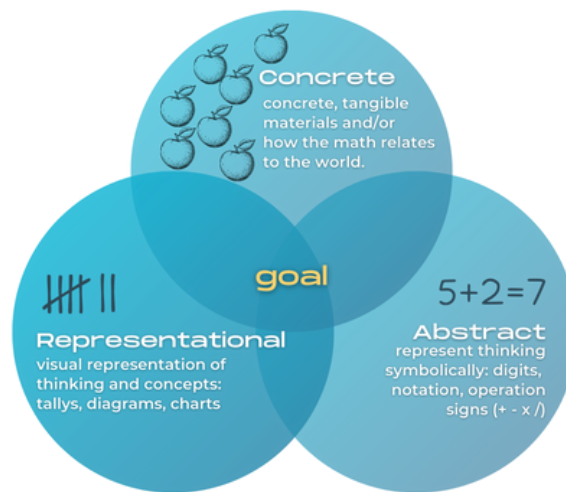 Concrete
concrete, tangible
materials and/or
how the math relates
to the world.
goal
5+2=7
Representational
visual representation of
thinking and concepts:
tallys, diagrams, charts
Abstract
represent thinking
symbolically: digits,
notation, operation
signs (+ - x /)